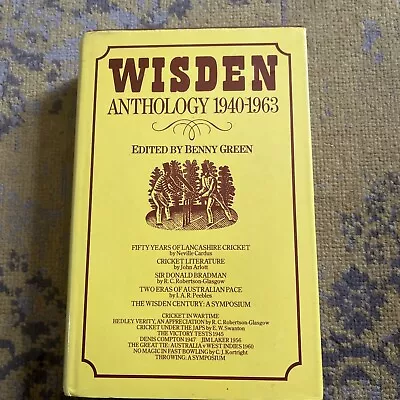 WISDEN
ANTHOLOGY 1940-1963
EDITED BY BENNY GREEN
FIFTY YEARS OF LANCASHIRE CRICKET
by Neville Cardus
CRICKET LITERATURE
by John Arlott
SIR DONALD BRADMAN
by R. C. Robertson-Glasgow
TWO ERAS OF AUSTRALIAN PACE
by I. A. R. Peebles
THE WISDEN CENTURY: A SYMPOSIUM
CRICKET IN WARTIME
HEDLEY VERITY, AN APPRECIATION by R. C. Robertson-Glasgow
CRICKET UNDER THE JAPS by E. W. Swanton
THE VICTORY TESTS 1945
DENIS COMPTON 1947 JIM LAKER 1956
THE GREAT TIE: AUSTRALIA v WEST INDIES 1960
NO MAGIC IN FAST BOWLING by C. J. Kortright
THROWING: A SYMPOSIUM